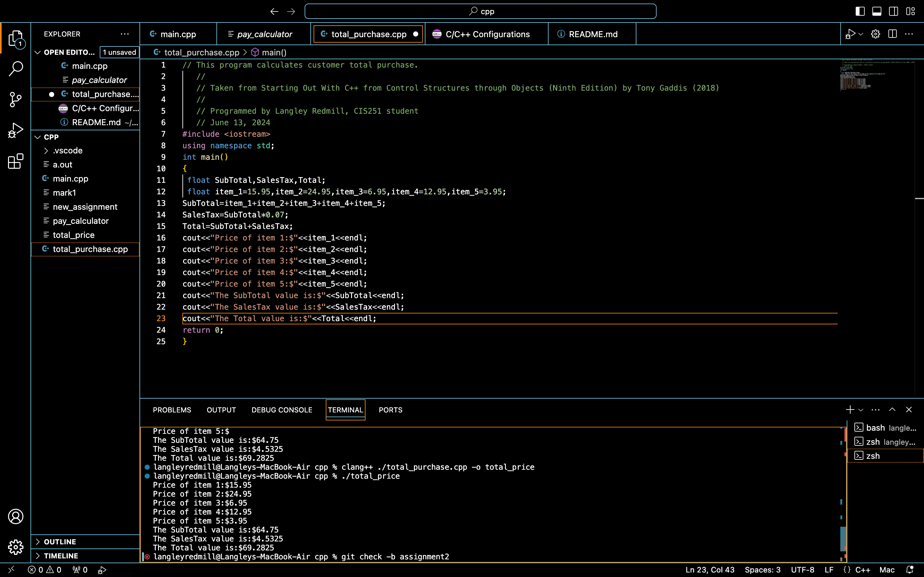 cpp
EXPLORER
OPEN EDITO... 1 unsaved
main.cpp
pay_calculator
total_purchase....
C/C++ Configur...
README.md ~/...
CPP
.vscode
a.out
main.cpp
mark1
new_assignment
pay_calculator
total_price
total_purchase.cpp
OUTLINE
TIMELINE
main.cpp
pay_calculator
total_purchase.cpp
C/C++ Configurations
README.md
total_purchase.cpp > main()
1 // This program calculates customer total purchase.
2 //
3 // Taken from Starting Out With C++ from Control Structures through Objects (Ninth Edition) by Tony Gaddis (2018)
4 //
5 // Programmed by Langley Redmill, CIS251 student
6 // June 13, 2024
7 #include <iostream>
8 using namespace std;
9 int main()
10 {
11 float SubTotal,SalesTax,Total;
12 float item_1=15.95,item_2=24.95,item_3=6.95,item_4=12.95,item_5=3.95;
13 SubTotal=item_1+item_2+item_3+item_4+item_5;
14 SalesTax=SubTotal*0.07;
15 Total=SubTotal+SalesTax;
16 cout<<"Price of item 1:$"<<item_1<<endl;
17 cout<<"Price of item 2:$"<<item_2<<endl;
18 cout<<"Price of item 3:$"<<item_3<<endl;
19 cout<<"Price of item 4:$"<<item_4<<endl;
20 cout<<"Price of item 5:$"<<item_5<<endl;
21 cout<<"The SubTotal value is:$"<<SubTotal<<endl;
22 cout<<"The SalesTax value is:$"<<SalesTax<<endl;
23 cout<<"The Total value is:$"<<Total<<endl;
24 return 0;
25 }
PROBLEMS OUTPUT DEBUG CONSOLE TERMINAL PORTS
Price of item 5:$
The SubTotal value is:$64.75
The SalesTax value is:$4.5325
The Total value is:$69.2825
langleyredmill@Langleys-MacBook-Air cpp % clang++ ./total_purchase.cpp -o total_price
langleyredmill@Langleys-MacBook-Air cpp % ./total_price
Price of item 1:$15.95
Price of item 2:$24.95
Price of item 3:$6.95
Price of item 4:$12.95
Price of item 5:$3.95
The SubTotal value is:$64.75
The SalesTax value is:$4.5325
The Total value is:$69.2825
langleyredmill@Langleys-MacBook-Air cpp % git check -b assignment2
bash langle...
zsh langley...
zsh
0 0 0
Ln 23, Col 43 Spaces: 3 UTF-8 LF {} C++ Mac